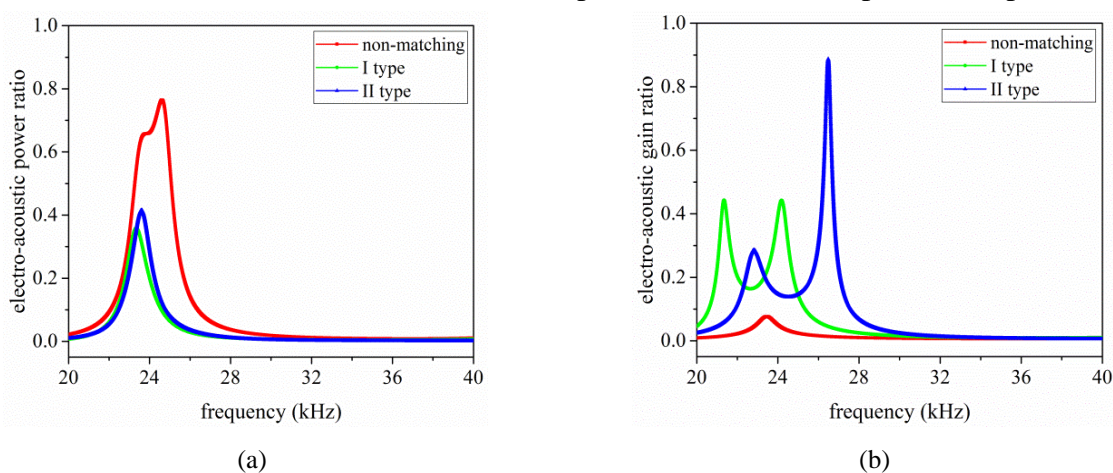 1.0
0.8
0.6
0.4
0.2
0.0
electro-acoustic power ratio
non-matching
I type
II type
20 24 28 32 36 40
frequency (kHz)
(a)
1.0
0.8
0.6
0.4
0.2
0.0
electro-acoustic gain ratio
non-matching
I type
II type
20 24 28 32 36 40
frequency (kHz)
(b)